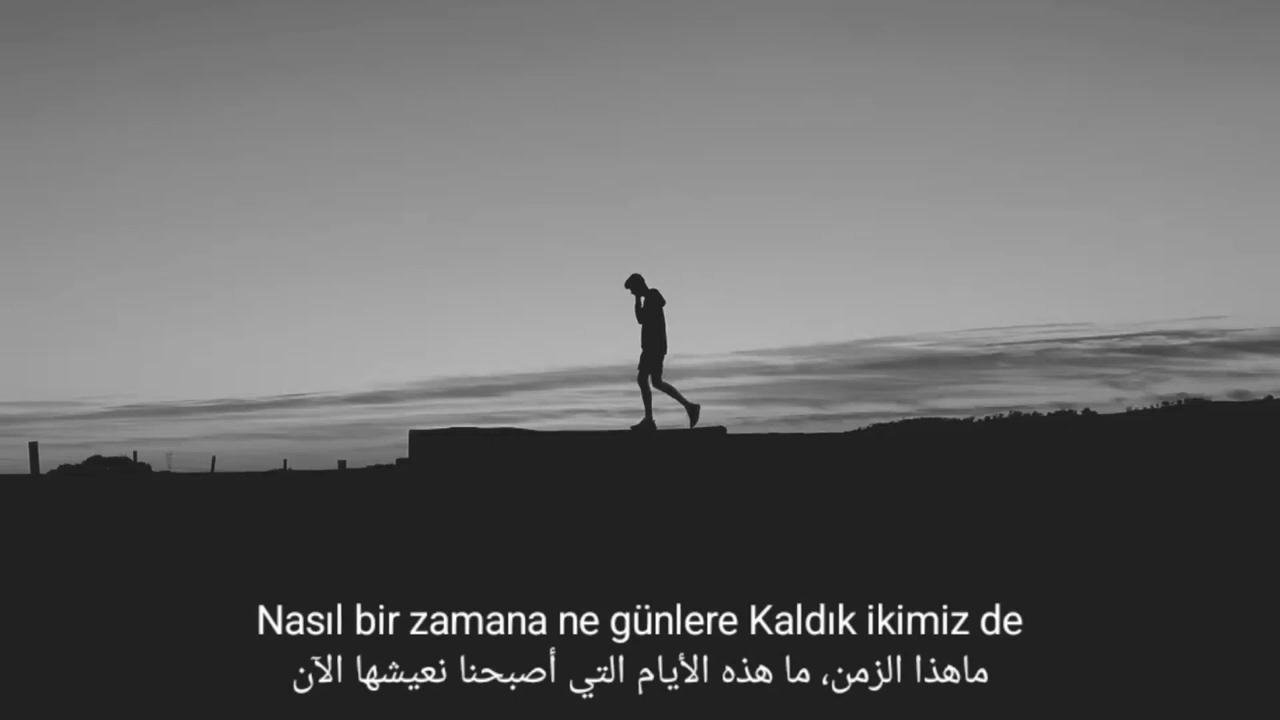 Nasıl bir zamana ne günlere Kaldık ikimiz de
ماهذا الزمن، ما هذه الأيام التي أصبحنا نعيشها الآن